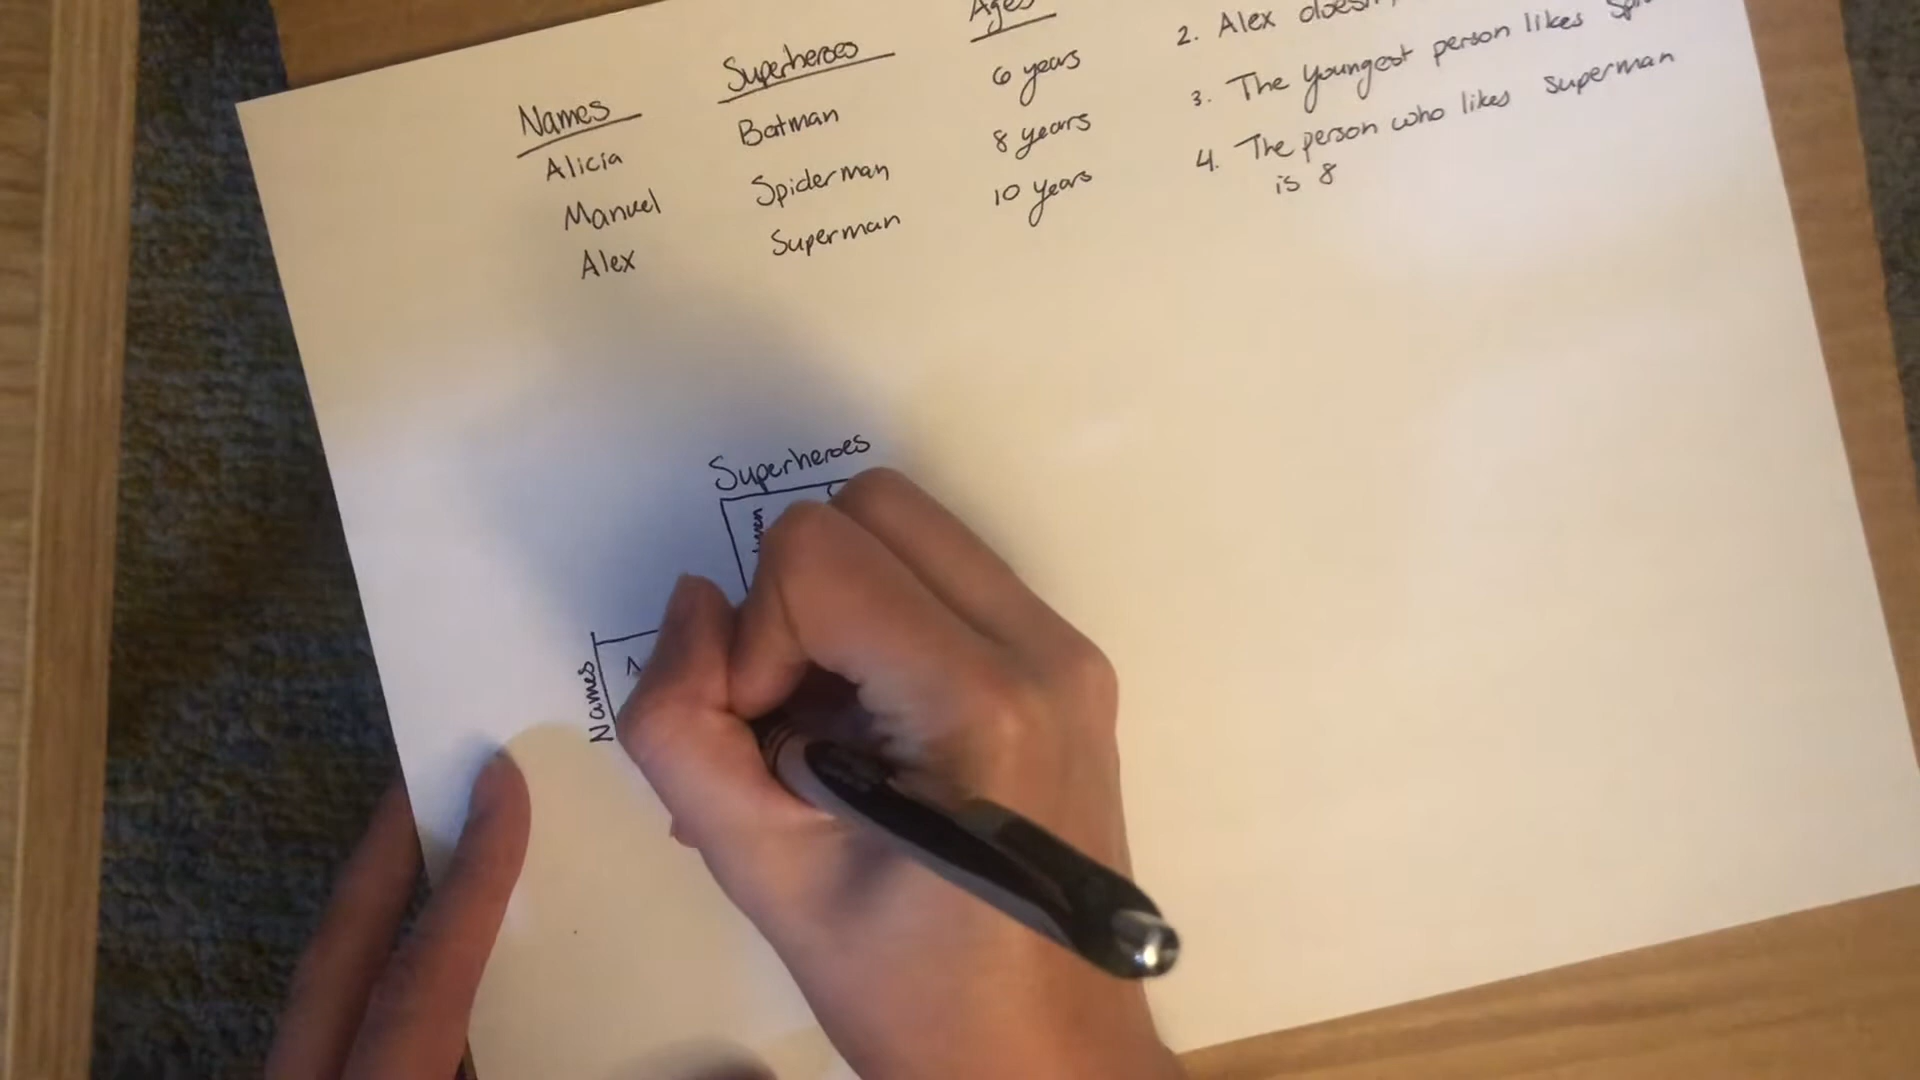 Names
Alicia
Manuel
Alex
Superheroes
Batman
Spiderman
Superman
Ages
6 years
8 years
10 years
2. Alex
3. The youngest person likes
4. The person who likes superman
is 8
Superheroes
Names